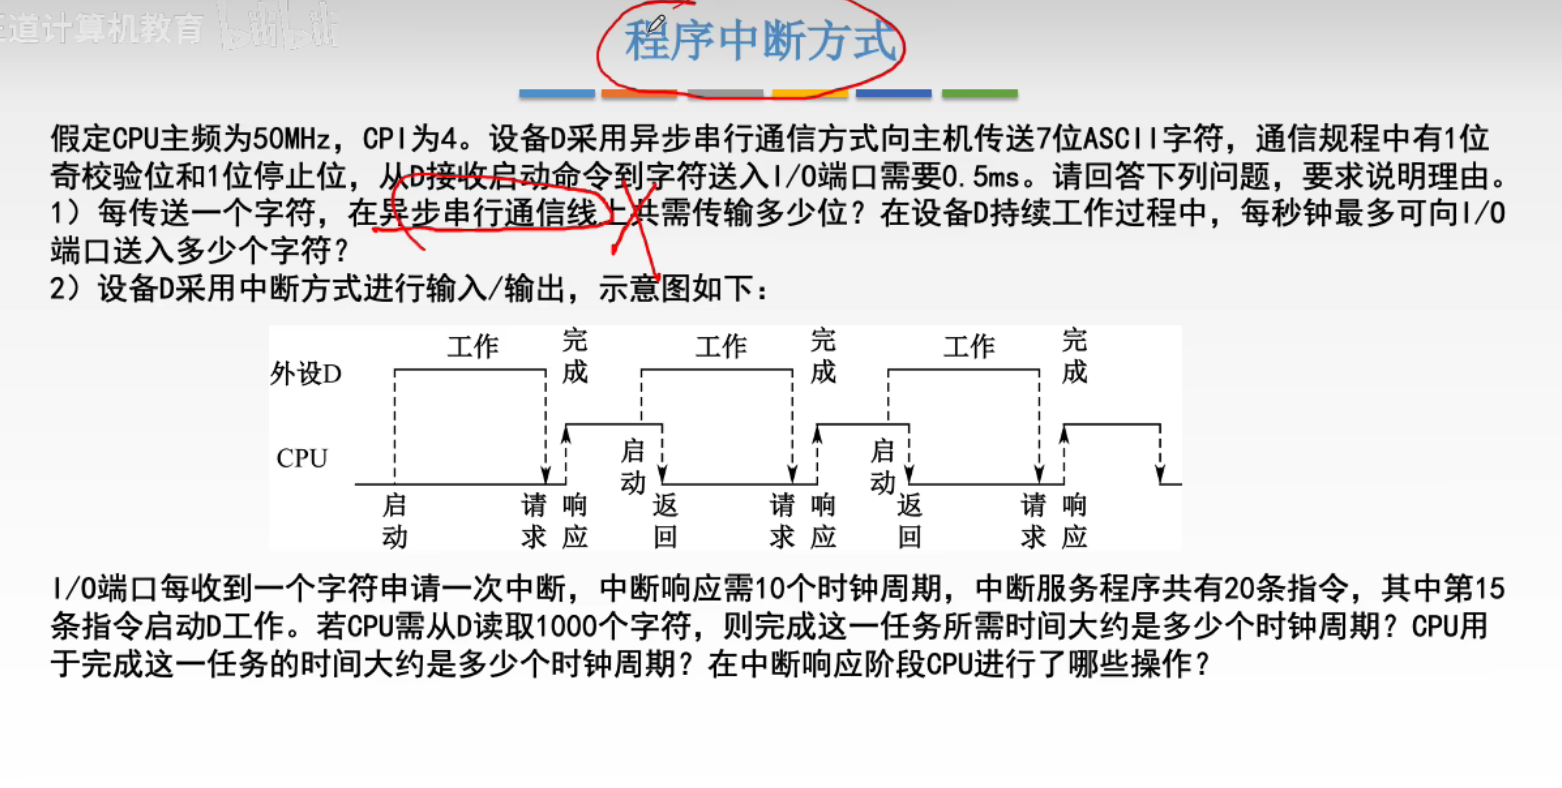 王道计算机教育 bilibili
程序中断方式
假定CPU主频为50MHz，CPI为4。设备D采用异步串行通信方式向主机传送7位ASCII字符，通信规程中有1位
奇校验位和1位停止位，从D接收启动命令到字符送入I/O端口需要0.5ms。请回答下列问题，要求说明理由。
1）每传送一个字符，在异步串行通信线上共需传输多少位？在设备D持续工作过程中，每秒钟最多可向I/O
端口送入多少个字符？
2）设备D采用中断方式进行输入/输出，示意图如下：
工作 完成 工作 完成 工作 完成
外设D
CPU
启动 启动
启动 请求 响应 返回 请求 响应 返回 请求 响应
I/O端口每收到一个字符申请一次中断，中断响应需10个时钟周期，中断服务程序共有20条指令，其中第15
条指令启动D工作。若CPU需从D读取1000个字符，则完成这一任务所需时间大约是多少个时钟周期？CPU用
于完成这一任务的时间大约是多少个时钟周期？在中断响应阶段CPU进行了哪些操作？